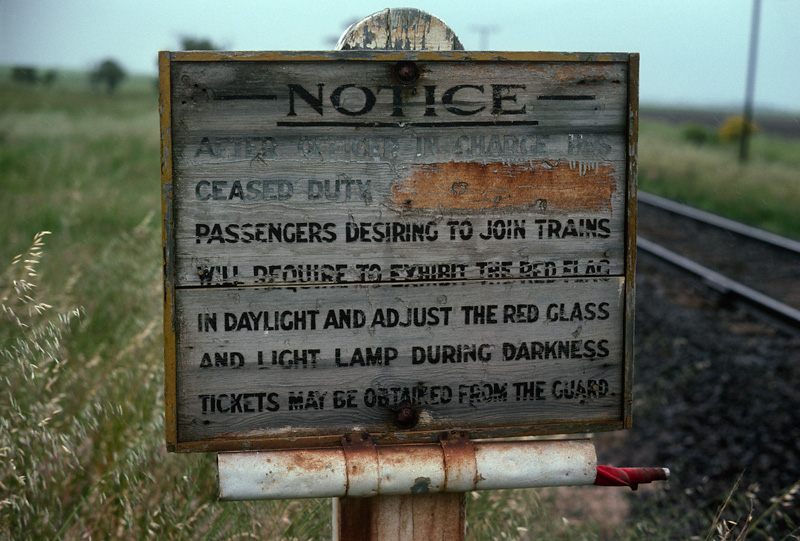 NOTICE
AFTER OFFICER IN CHARGE HAS
CEASED DUTY
PASSENGERS DESIRING TO JOIN TRAINS
WILL REQUIRE TO EXHIBIT THE RED FLAG
IN DAYLIGHT AND ADJUST THE RED GLASS
AND LIGHT LAMP DURING DARKNESS
TICKETS MAY BE OBTAINED FROM THE GUARD.